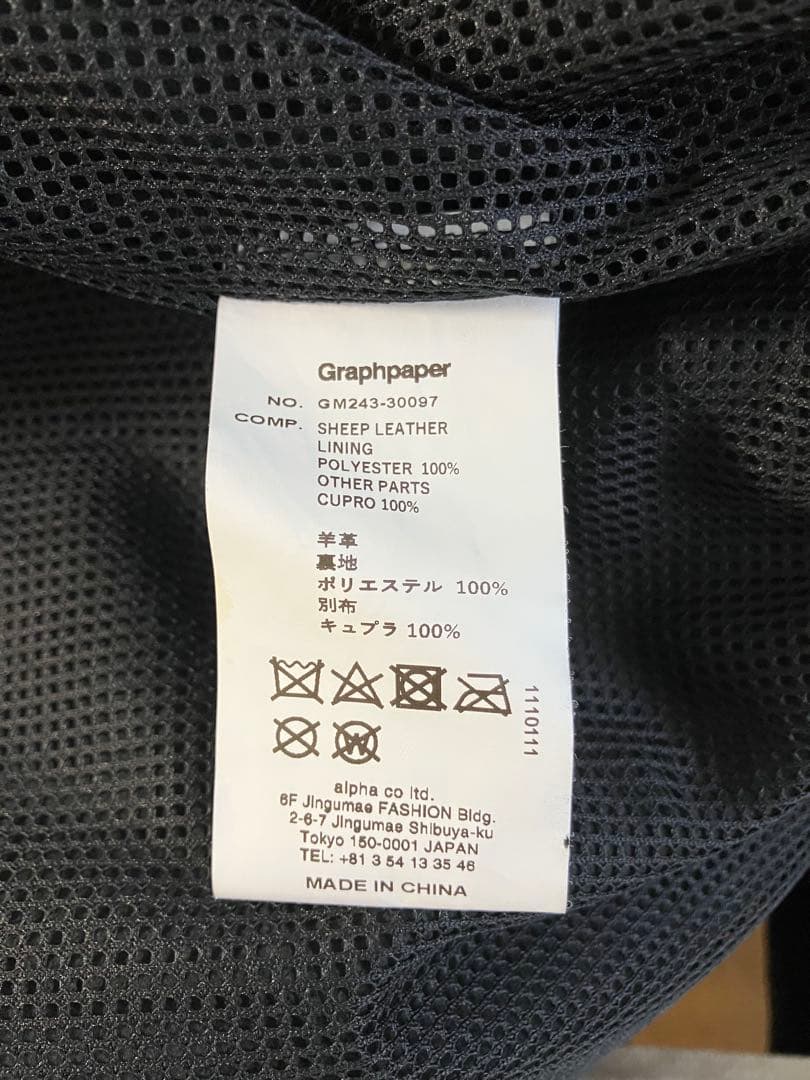 Graphpaper
NO. GM243-30097
COMP. SHEEP LEATHER
LINING
POLYESTER 100%
OTHER PARTS
CUPRO 100%
羊革
裏地
ポリエステル 100%
別布
キュプラ 100%
W
1110111
alpha co ltd.
6F Jingumae FASHION Bldg.
2-6-7 Jingumae Shibuya-ku
Tokyo 150-0001 JAPAN
TEL: +81 3 54 13 35 46
MADE IN CHINA